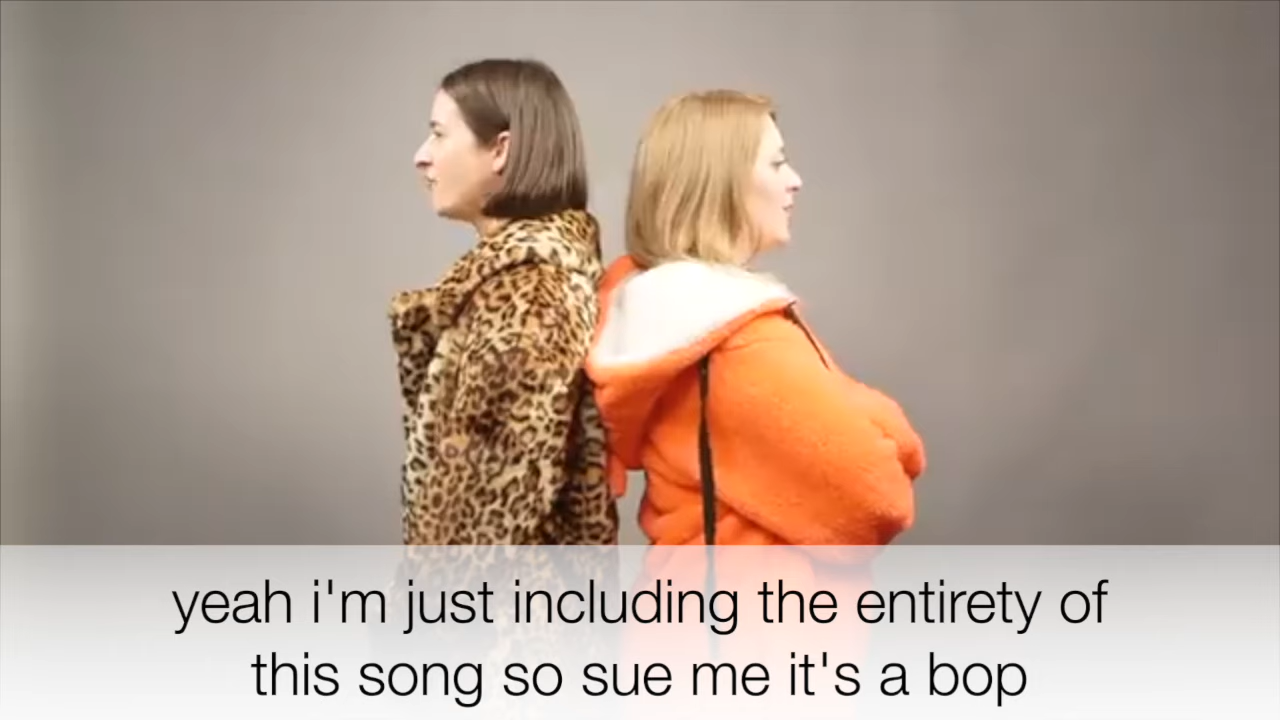 yeah i'm just including the entirety of
this song so sue me it's a bop